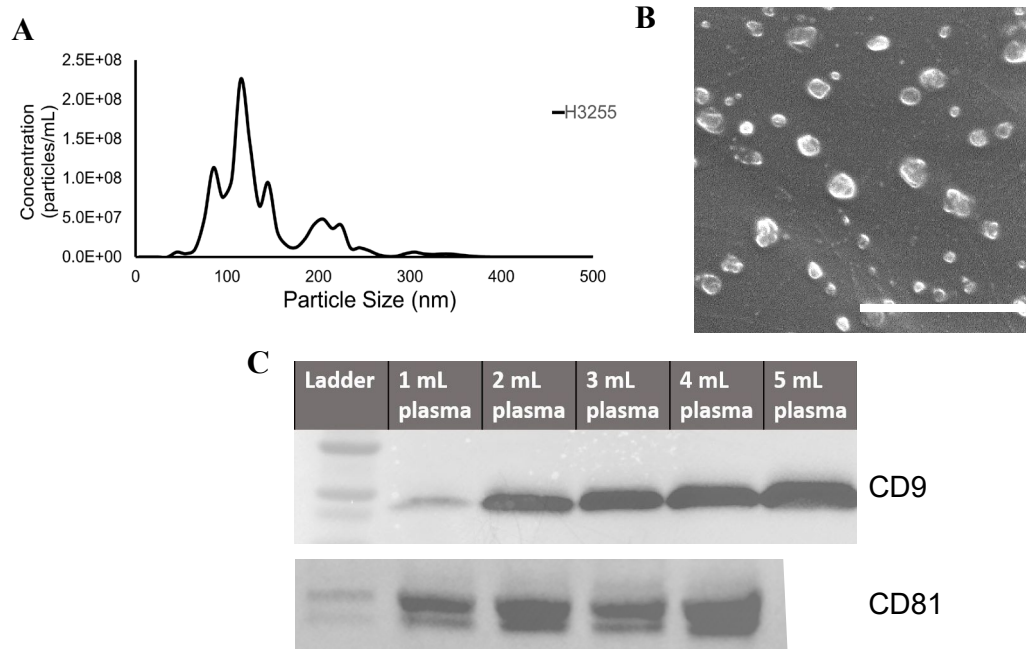 A
2.5E+08
2.0E+08
1.5E+08
1.0E+08
5.0E+07
0.0E+00
Concentration
(particles/mL)
H3255
0 100 200 300 400 500
Particle Size (nm)
B
C
Ladder
1 mL
plasma
2 mL
plasma
3 mL
plasma
4 mL
plasma
5 mL
plasma
CD9
CD81